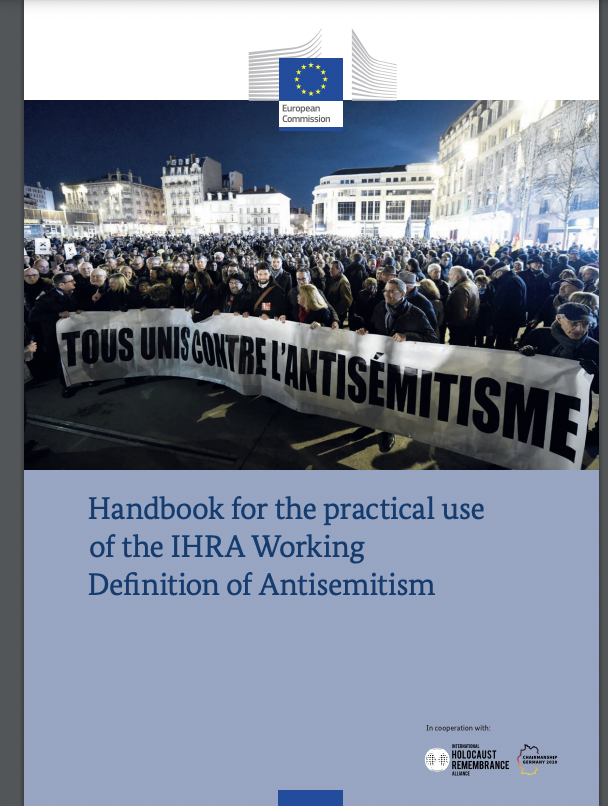 European
Commission
TOUS UNIS CONTRE L'ANTISÉMITISME
Handbook for the practical use
of the IHRA Working
Definition of Antisemitism
In cooperation with:
INTERNATIONAL
HOLOCAUST
REMEMBRANCE
ALLIANCE
CHAIRMANSHIP
GERMANY 2020